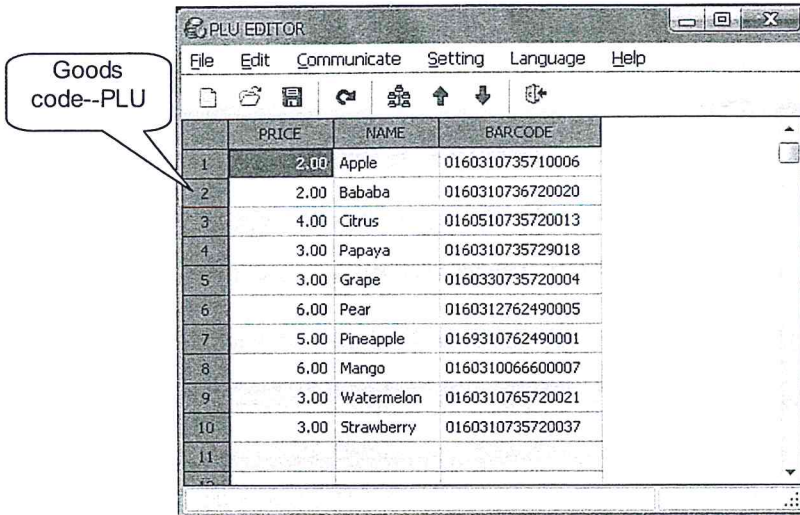 PLU EDITOR
File Edit Communicate Setting Language Help
Goods
code--PLU
PRICE NAME BARCODE
1 2.00 Apple 0160310735710006
2 2.00 Bababa 0160310736720020
3 4.00 Citrus 0160510735720013
4 3.00 Papaya 0160310735729018
5 3.00 Grape 0160330735720004
6 6.00 Pear 0160312762490005
7 5.00 Pineapple 0169310762490001
8 6.00 Mango 0160310066600007
9 3.00 Watermelon 0160310765720021
10 3.00 Strawberry 0160310735720037
11